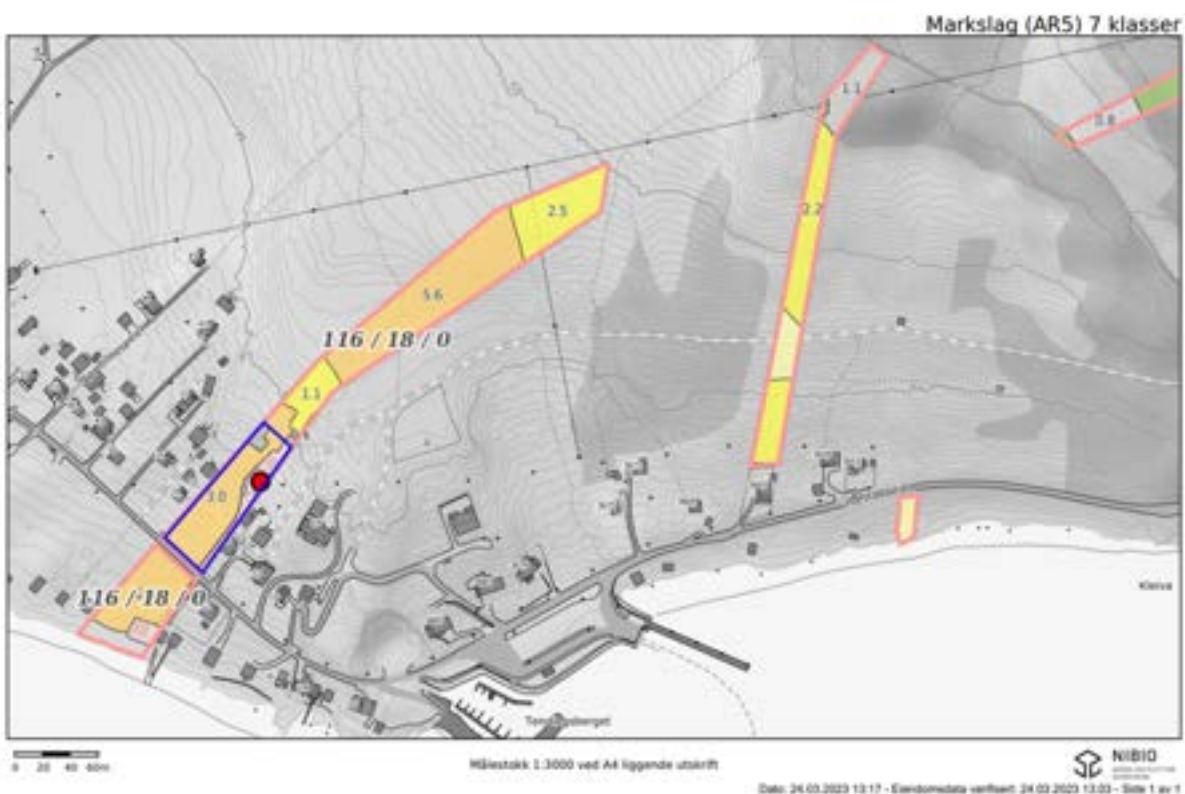 Markslag (AR5) 7 klasser
1.1
0.8
2.5
2.2
5.6
116 / 18 / 0
1.1
3.0
116 / 18 / 0
Kleiva
0 20 40 60m
Målestokk 1:3000 ved A4 liggende utskrift
NIBIO
Dato: 24.03.2023 13:17 - Eiendomsdata verifisert: 24.03.2023 13:03 - Side 1 av 1